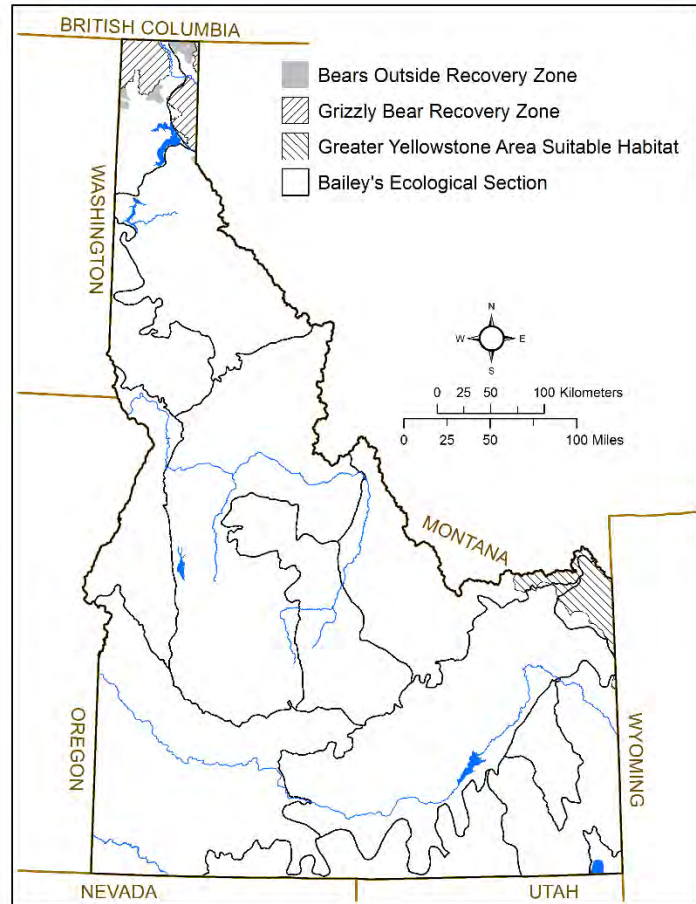 BRITISH COLUMBIA
Bears Outside Recovery Zone
Grizzly Bear Recovery Zone
Greater Yellowstone Area Suitable Habitat
Bailey's Ecological Section
WASHINGTON
N
W E
S
0 25 50 100 Kilometers
0 25 50 100 Miles
MONTANA
OREGON
WYOMING
NEVADA
UTAH